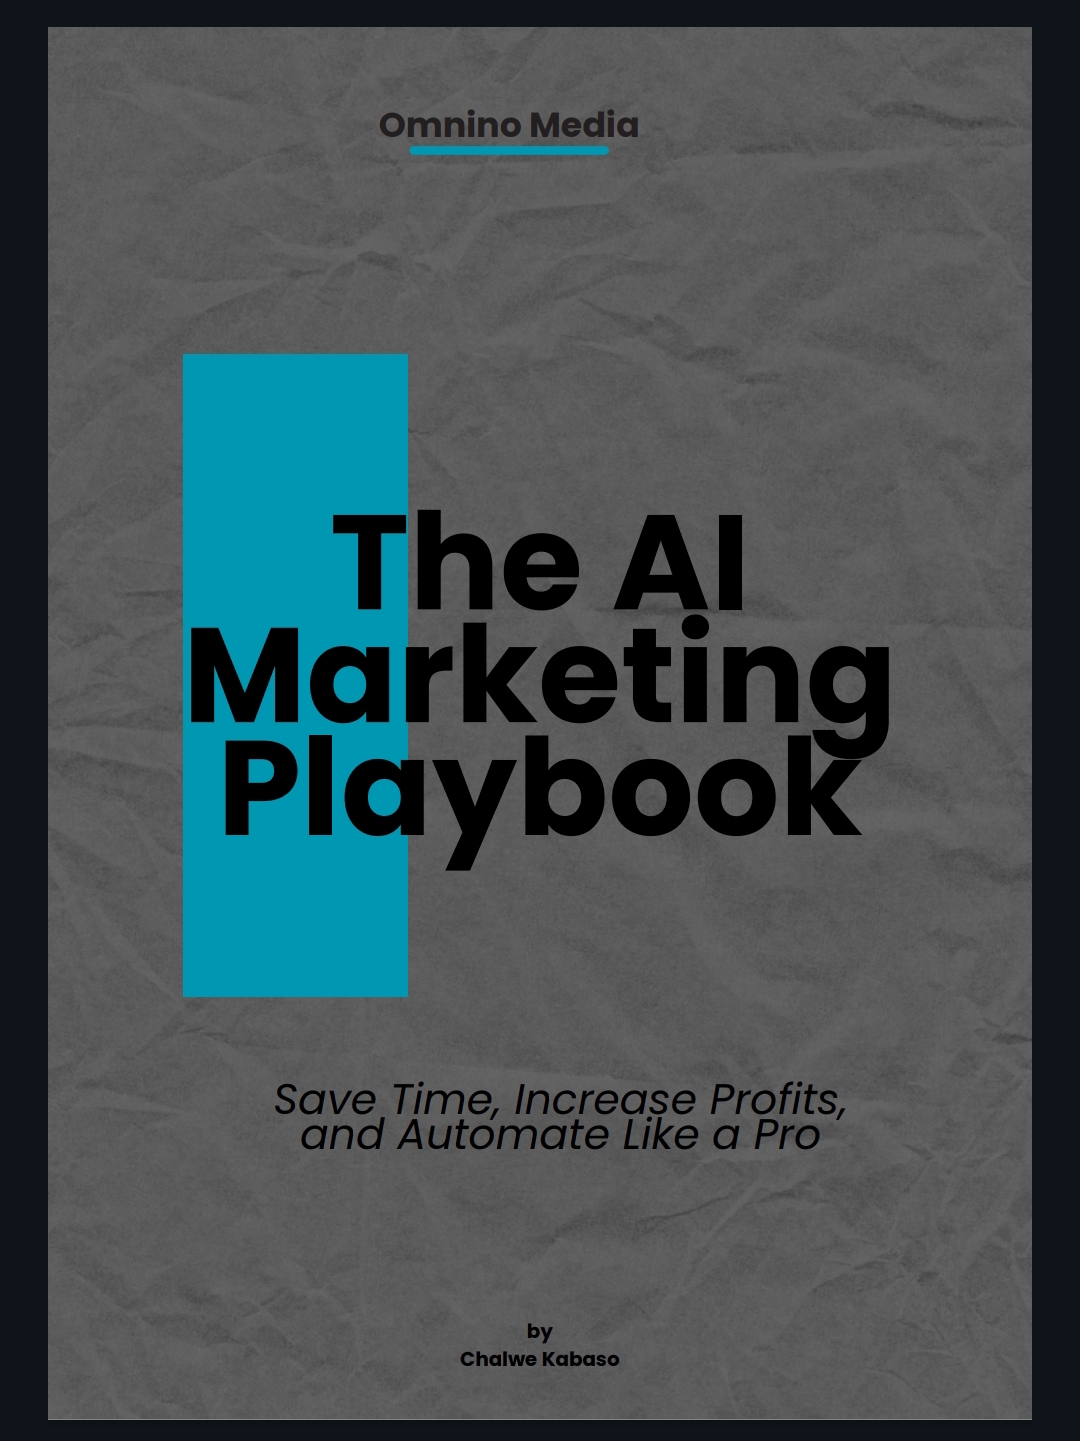 Omnino Media
The AI
Marketing
Playbook
Save Time, Increase Profits,
and Automate Like a Pro
by
Chalwe Kabaso